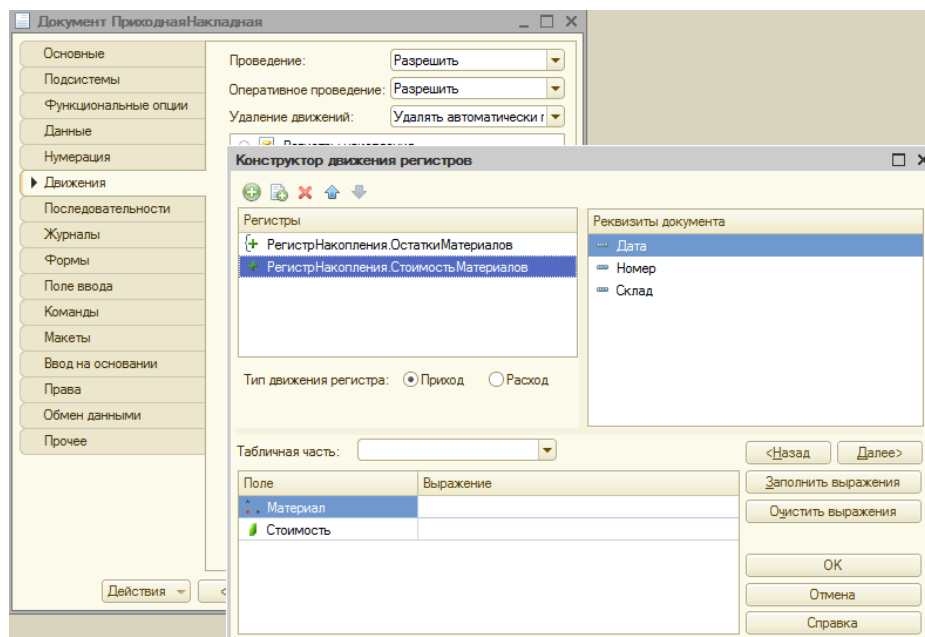 Документ ПриходнаяНакладная
Основные
Подсистемы
Функциональные опции
Данные
Нумерация
Движения
Последовательности
Журналы
Формы
Поле ввода
Команды
Макеты
Ввод на основании
Права
Обмен данными
Прочее
Проведение: Разрешить
Оперативное проведение: Разрешить
Удаление движений: Удалять автоматически
Действия
Конструктор движения регистров
Регистры
РегистрНакопления.ОстаткиМатериалов
РегистрНакопления.СтоимостьМатериалов
Реквизиты документа
Дата
Номер
Склад
Тип движения регистра: Приход Расход
Табличная часть:
<Назад Далее>
Поле Выражение
Материал
Стоимость
Заполнить выражения
Очистить выражения
OK
Отмена
Справка